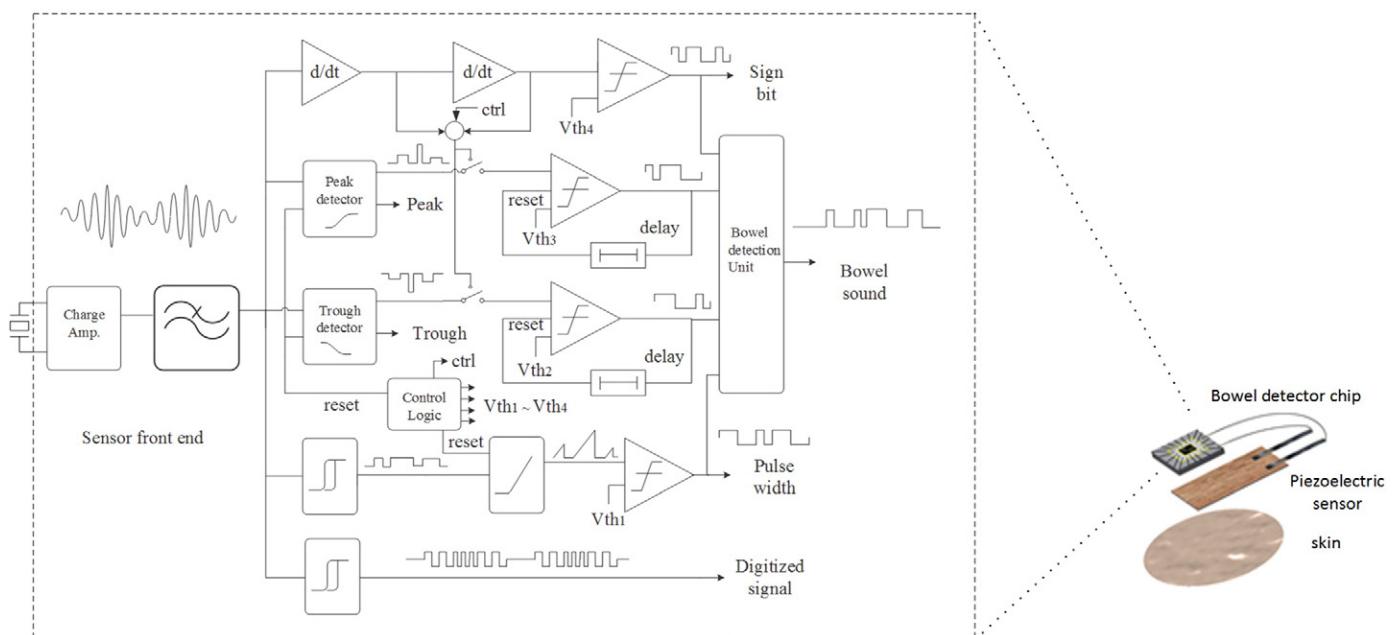 d/dt
d/dt
Sign
bit
ctrl
Vth4
Peak
detector
Peak
reset
Vth3
delay
Bowel
detection
Unit
Bowel
sound
Charge
Amp.
Trough
detector
Trough
reset
Vth2
delay
ctrl
reset
Control
Logic
Vth1 ~ Vth4
Sensor front end
reset
Vth1
Pulse
width
Digitized
signal
Bowel detector chip
Piezoelectric
sensor
skin